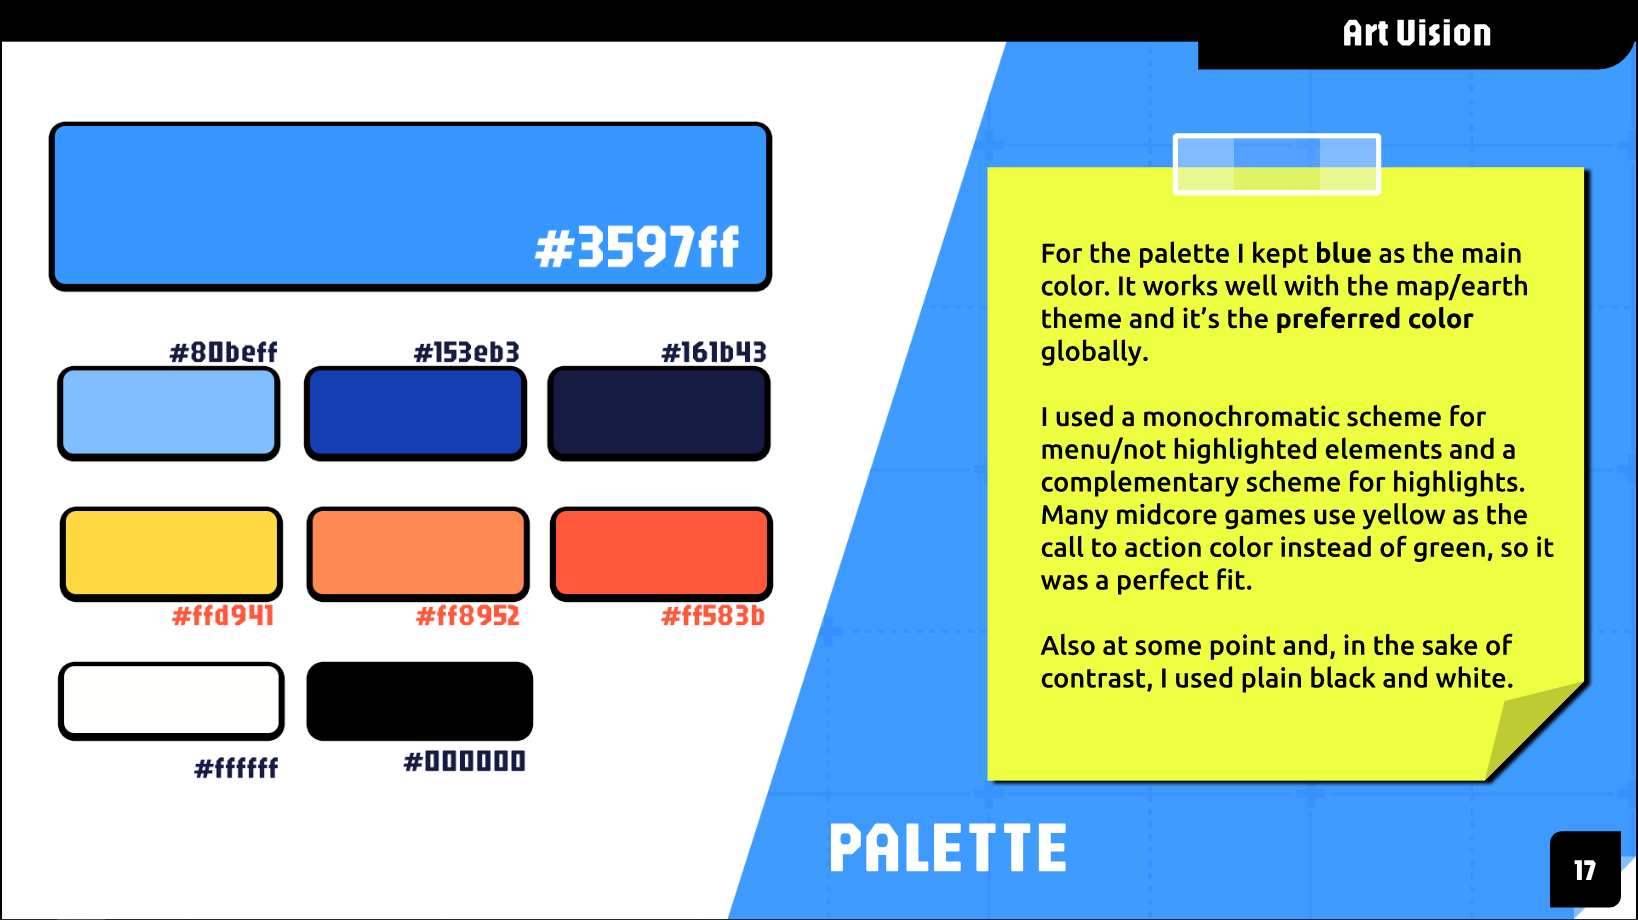 Art Vision
#3597ff
#80beff #153eb3 #161b43
#ffd941 #ff8952 #ff583b
#ffffff #000000
For the palette I kept blue as the main
color. It works well with the map/earth
theme and it’s the preferred color
globally.
I used a monochromatic scheme for
menu/not highlighted elements and a
complementary scheme for highlights.
Many midcore games use yellow as the
call to action color instead of green, so it
was a perfect fit.
Also at some point and, in the sake of
contrast, I used plain black and white.
PALETTE
17